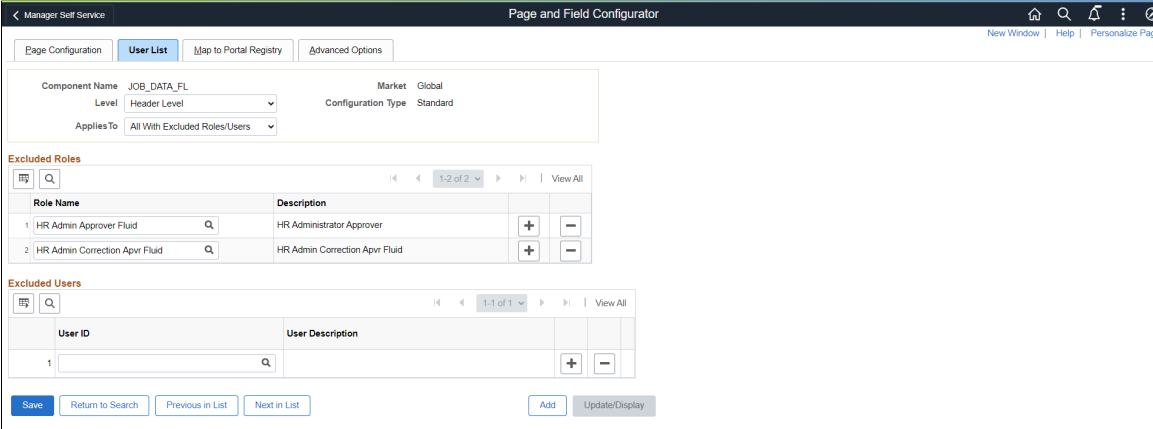 Manager Self Service
Page and Field Configurator
New Window | Help | Personalize Pag
Page Configuration
User List
Map to Portal Registry
Advanced Options
Component Name JOB_DATA_FL Market Global
Level Header Level Configuration Type Standard
AppliesTo All With Excluded Roles/Users
Excluded Roles
1-2 of 2 | View All
Role Name Description
1 HR Admin Approver Fluid HR Administrator Approver
2 HR Admin Correction Apvr Fluid HR Admin Correction Apvr Fluid
Excluded Users
1-1 of 1 | View All
User ID User Description
1
Save Return to Search Previous in List Next in List Add Update/Display